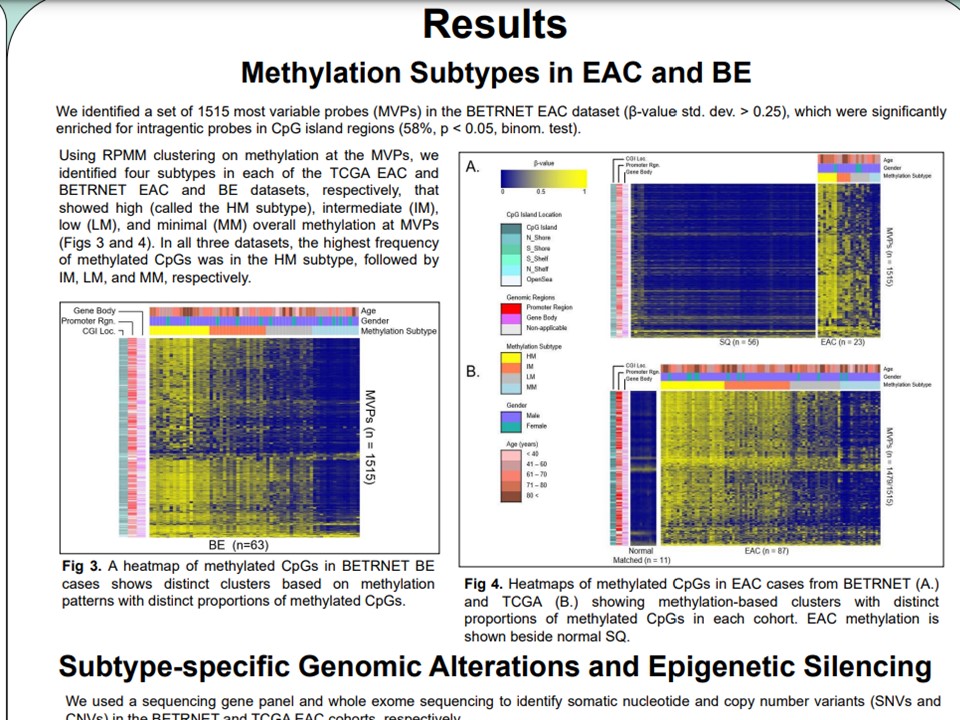 Results
Methylation Subtypes in EAC and BE
We identified a set of 1515 most variable probes (MVPs) in the BETRNET EAC dataset (β-value std. dev. > 0.25), which were significantly
enriched for intragentic probes in CpG island regions (58%, p < 0.05, binom. test).
Using RPMM clustering on methylation at the MVPs, we
identified four subtypes in each of the TCGA EAC and
BETRNET EAC and BE datasets, respectively, that
showed high (called the HM subtype), intermediate (IM),
low (LM), and minimal (MM) overall methylation at MVPs
(Figs 3 and 4). In all three datasets, the highest frequency
of methylated CpGs was in the HM subtype, followed by
IM, LM, and MM, respectively.
Gene Body
Promoter Rgn.
CGI Loc.
Age
Gender
Methylation Subtype
MVPs (n = 1515)
BE (n=63)
Fig 3. A heatmap of methylated CpGs in BETRNET BE
cases shows distinct clusters based on methylation
patterns with distinct proportions of methylated CpGs.
A.
β-value
0 0.5 1
CpG Island Location
CpG Island
N_Shore
S_Shore
S_Shelf
N_Shelf
OpenSea
Genomic Regions
Promoter Region
Gene Body
Non-applicable
Methylation Subtype
HM
IM
LM
MM
Gender
Male
Female
Age (years)
< 40
41 – 60
61 – 70
71 – 80
80 <
CGI Loc.
Promoter Rgn.
Gene Body
Age
Gender
Methylation Subtype
MVPs (n = 1515)
SQ (n = 56)
EAC (n = 23)
B.
CGI Loc.
Promoter Rgn.
Gene Body
Age
Gender
Methylation Subtype
MVPs (n = 1479/1515)
Normal
Matched (n = 11)
EAC (n = 87)
Fig 4. Heatmaps of methylated CpGs in EAC cases from BETRNET (A.)
and TCGA (B.) showing methylation-based clusters with distinct
proportions of methylated CpGs in each cohort. EAC methylation is
shown beside normal SQ.
Subtype-specific Genomic Alterations and Epigenetic Silencing
We used a sequencing gene panel and whole exome sequencing to identify somatic nucleotide and copy number variants (SNVs and
CNVs) in the BETRNET and TCGA EAC cohorts, respectively